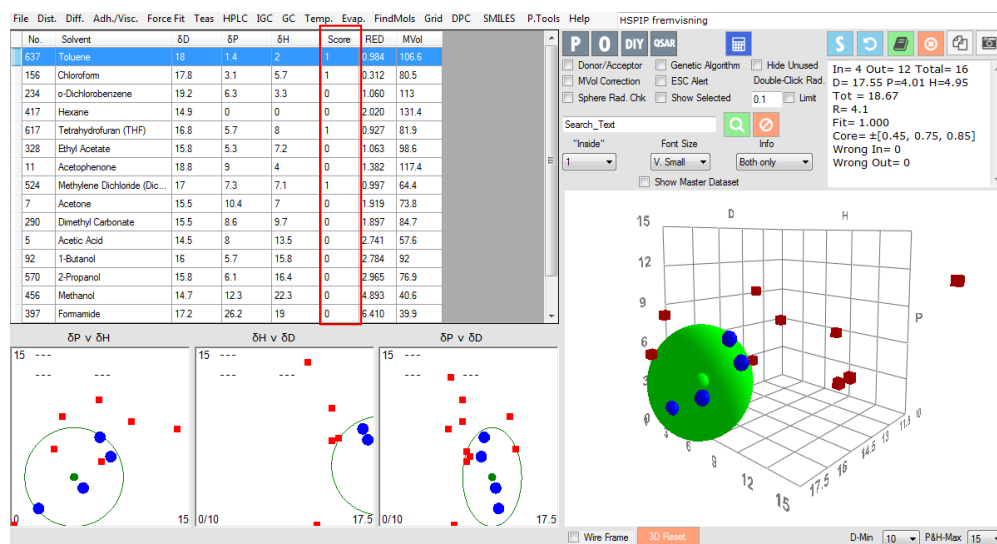 File Dist. Diff. Adh./Visc. Force Fit Teas HPLC IGC GC Temp. Evap. FindMols Grid DPC SMILES P.Tools Help HSPIP fremvisning
No. Solvent δD δP δH Score RED MVol
637 Toluene 18 1.4 2 1 0.984 106.6
156 Chloroform 17.8 3.1 5.7 1 0.312 80.5
234 o-Dichlorobenzene 19.2 6.3 3.3 0 1.060 113
417 Hexane 14.9 0 0 0 2.020 131.4
617 Tetrahydrofuran (THF) 16.8 5.7 8 1 0.927 81.9
328 Ethyl Acetate 15.8 5.3 7.2 0 1.063 98.6
11 Acetophenone 18.8 9 4 0 1.382 117.4
524 Methylene Dichloride (Dic... 17 7.3 7.1 1 0.997 64.4
7 Acetone 15.5 10.4 7 0 1.919 73.8
290 Dimethyl Carbonate 15.5 8.6 9.7 0 1.897 84.7
5 Acetic Acid 14.5 8 13.5 0 2.741 57.6
92 1-Butanol 16 5.7 15.8 0 2.784 92
570 2-Propanol 15.8 6.1 16.4 0 2.965 76.9
456 Methanol 14.7 12.3 22.3 0 4.893 40.6
397 Formamide 17.2 26.2 19 0 6.410 39.9
P O DIY QSAR S
Donor/Acceptor Genetic Algorithm Hide Unused
MVol Correction ESC Alert Double-Click Rad.
Sphere Rad. Chk Show Selected 0.1 Limit
Search_Text
"Inside" Font Size Info
1 V. Small Both only
Show Master Dataset
In= 4 Out= 12 Total= 16
D= 17.55 P=4.01 H=4.95
Tot = 18.67
R= 4.1
Fit= 1.000
Core= ±[0.45, 0.75, 0.85]
Wrong In= 0
Wrong Out= 0
δP v δH δH v δD δP v δD
15 --- 15 --- 15 ---
--- --- --- --- --- ---
0 15 0/10 17.5 0/10 17.5
D H
15
12
9
6
3
P
6
9
12
15
17.5
16
14.5
13
11.5
10
Wire Frame 3D Reset D-Min 10 P&H-Max 15